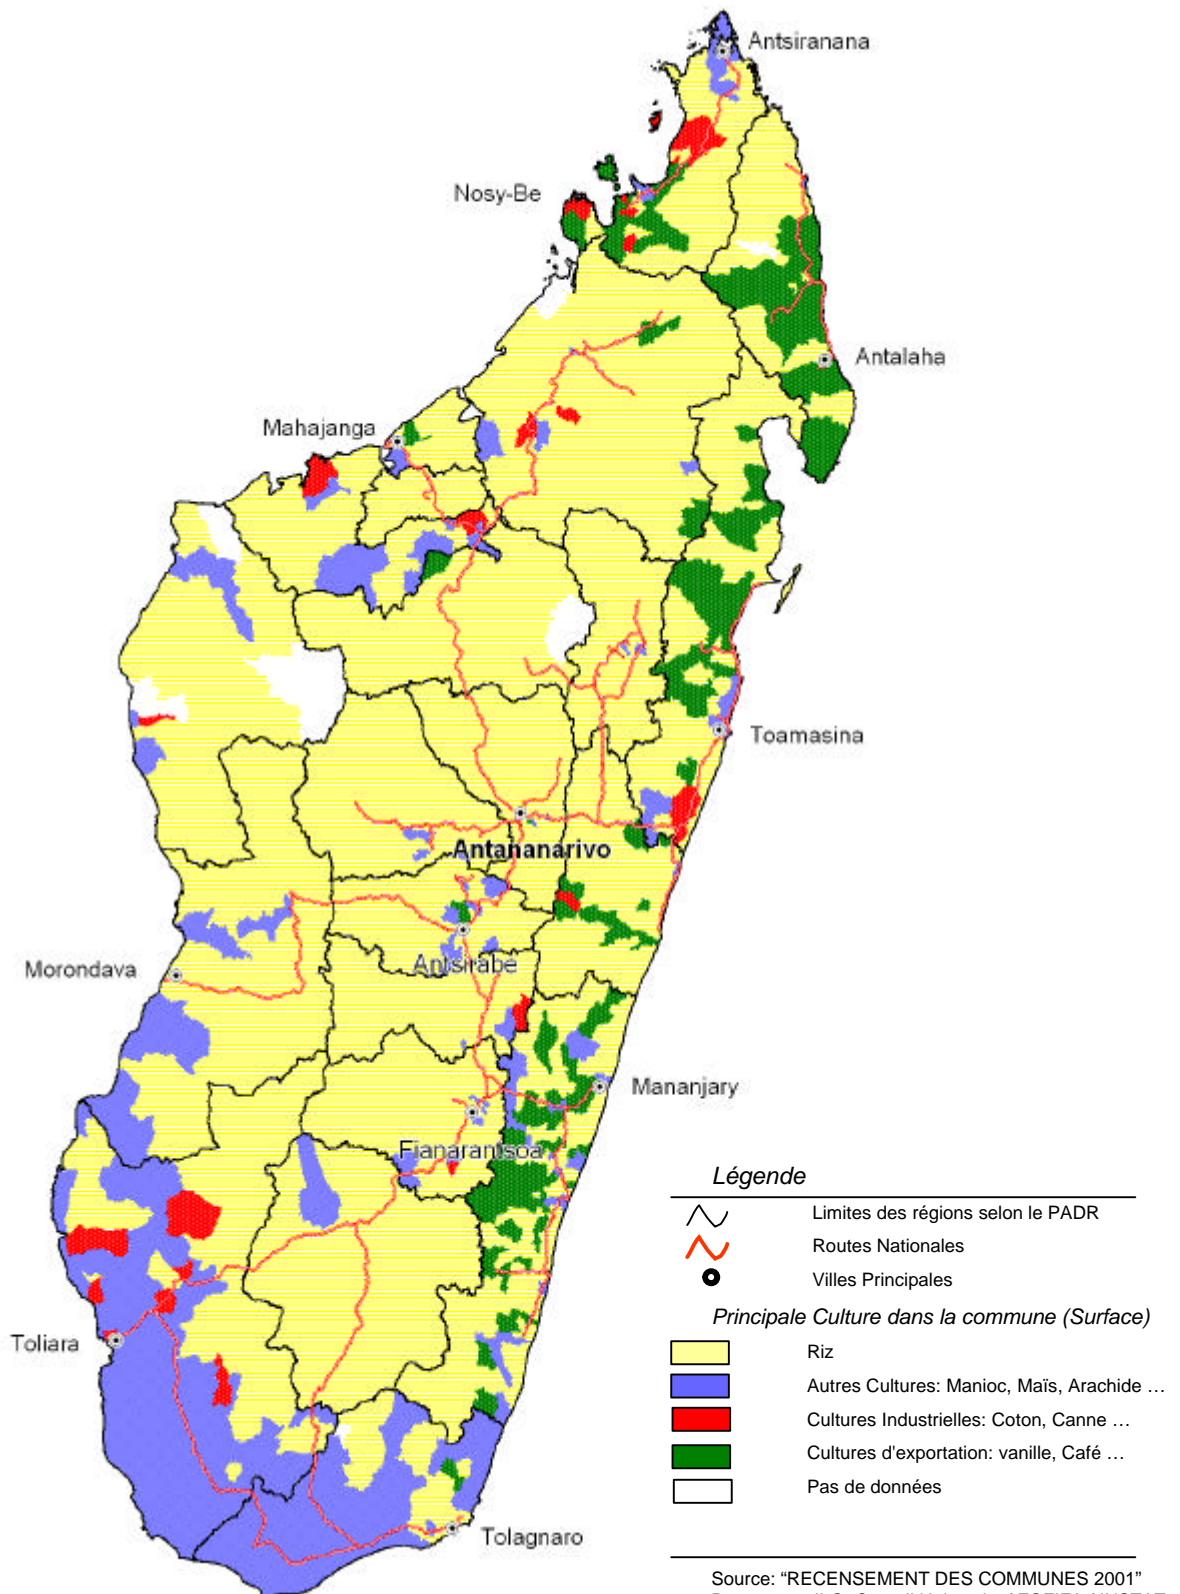 Antsiranana
Nosy-Be
Antalaha
Mahajanga
Toamasina
Antananarivo
Antsirabe
Morondava
Mananjary
Fianarantsoa
Toliara
Tolagnaro
Légende
Limites des régions selon le PADR
Routes Nationales
Villes Principales
Principale Culture dans la commune (Surface)
Riz
Autres Cultures: Manioc, Maïs, Arachide …
Cultures Industrielles: Coton, Canne …
Cultures d'exportation: vanille, Café …
Pas de données
Source: "RECENSEMENT DES COMMUNES 2001"